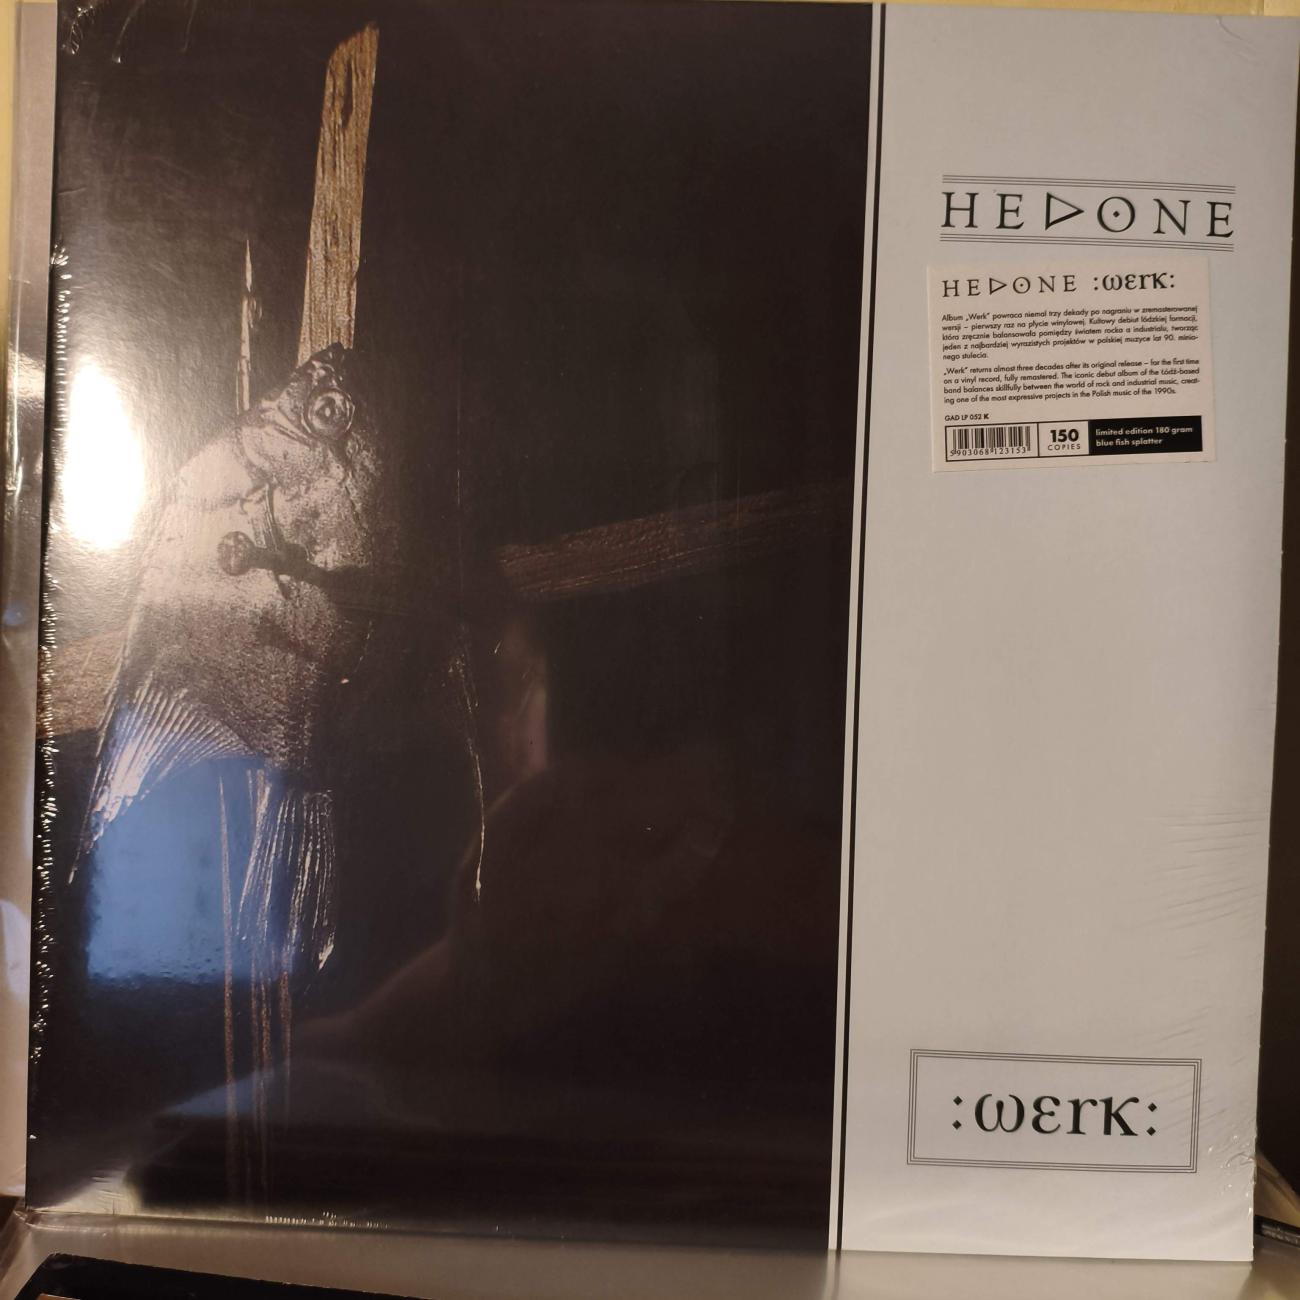 HEDONE
HEDONE :ωεrκ:
Album „Werk” powraca niemal trzy dekady po nagraniu w zremasterowanej
wersji – pierwszy raz na płycie winylowej. Kultowy debiut łódzkiej formacji,
która zręcznie balansowała pomiędzy światem rocka a industrialu, tworząc
jeden z najbardziej wyrazistych projektów w polskiej muzyce lat 90. minio-
nego stulecia.
„Werk” returns almost three decades after its original release – for the first time
on a vinyl record, fully remastered. The iconic debut album of the Łódź-based
band balances skillfully between the world of rock and industrial music, creat-
ing one of the most expressive projects in the Polish music of the 1990s.
GAD LP 052 K
5903068123153
150
COPIES
limited edition 180 gram
blue fish splatter
:ωεrκ: